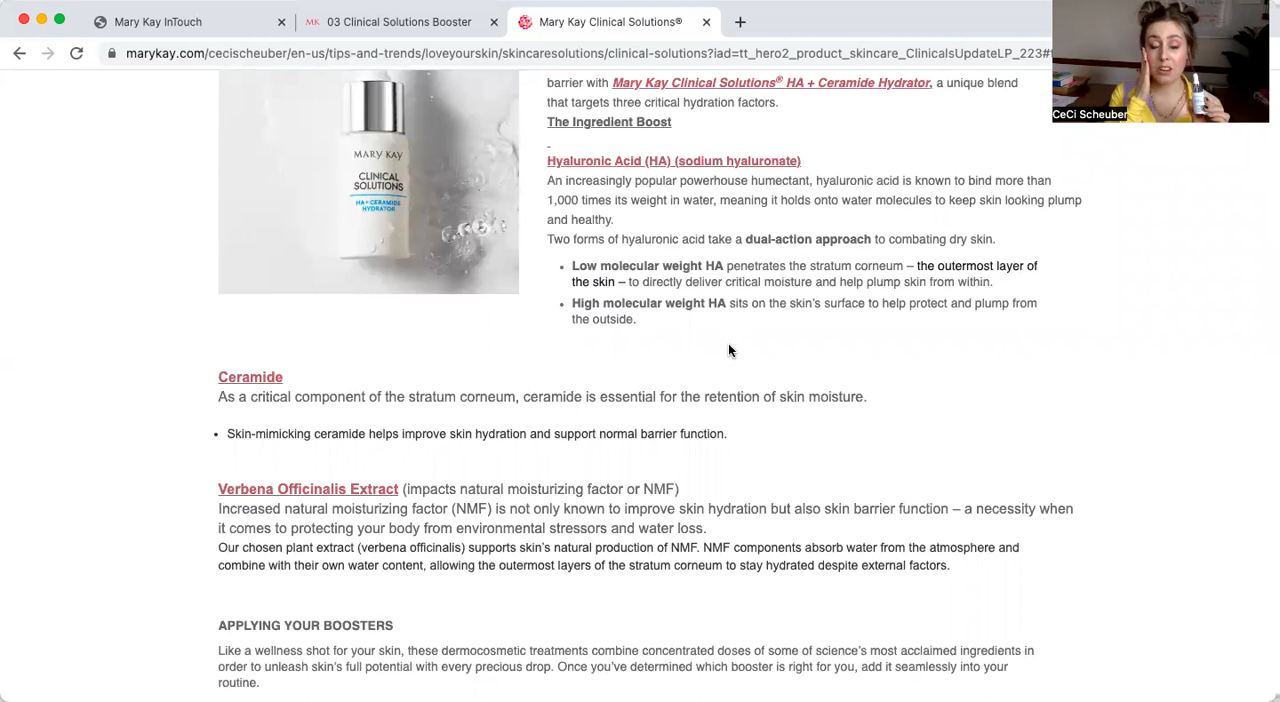 Mary Kay InTouch
MK 03 Clinical Solutions Booster
Mary Kay Clinical Solutions®
marykay.com/cecischeuber/en-us/tips-and-trends/loveyoydskin/skincaresolutions/clinical-solutions?iad=tt_hero2_product_skincare_ClinicalsUpdateLP_223#
CeCi Scheuber
MARY KAY
CLINICAL
SOLUTIONS
HA + CERAMIDE
HYDRATOR
barrier with Mary Kay Clinical Solutions® HA + Ceramide Hydrator, a unique blend
that targets three critical hydration factors.
The Ingredient Boost
Hyaluronic Acid (HA) (sodium hyaluronate)
An increasingly popular powerhouse humectant, hyaluronic acid is known to bind more than
1,000 times its weight in water, meaning it holds onto water molecules to keep skin looking plump
and healthy.
Two forms of hyaluronic acid take a dual-action approach to combating dry skin.
• Low molecular weight HA penetrates the stratum corneum – the outermost layer of
the skin – to directly deliver critical moisture and help plump skin from within.
• High molecular weight HA sits on the skin's surface to help protect and plump from
the outside.
Ceramide
As a critical component of the stratum corneum, ceramide is essential for the retention of skin moisture.
• Skin-mimicking ceramide helps improve skin hydration and support normal barrier function.
Verbena Officinalis Extract (impacts natural moisturizing factor or NMF)
Increased natural moisturizing factor (NMF) is not only known to improve skin hydration but also skin barrier function – a necessity when
it comes to protecting your body from environmental stressors and water loss.
Our chosen plant extract (verbena officinalis) supports skin's natural production of NMF. NMF components absorb water from the atmosphere and
combine with their own water content, allowing the outermost layers of the stratum corneum to stay hydrated despite external factors.
APPLYING YOUR BOOSTERS
Like a wellness shot for your skin, these dermocosmetic treatments combine concentrated doses of some of science's most acclaimed ingredients in
order to unleash skin's full potential with every precious drop. Once you've determined which booster is right for you, add it seamlessly into your
routine.